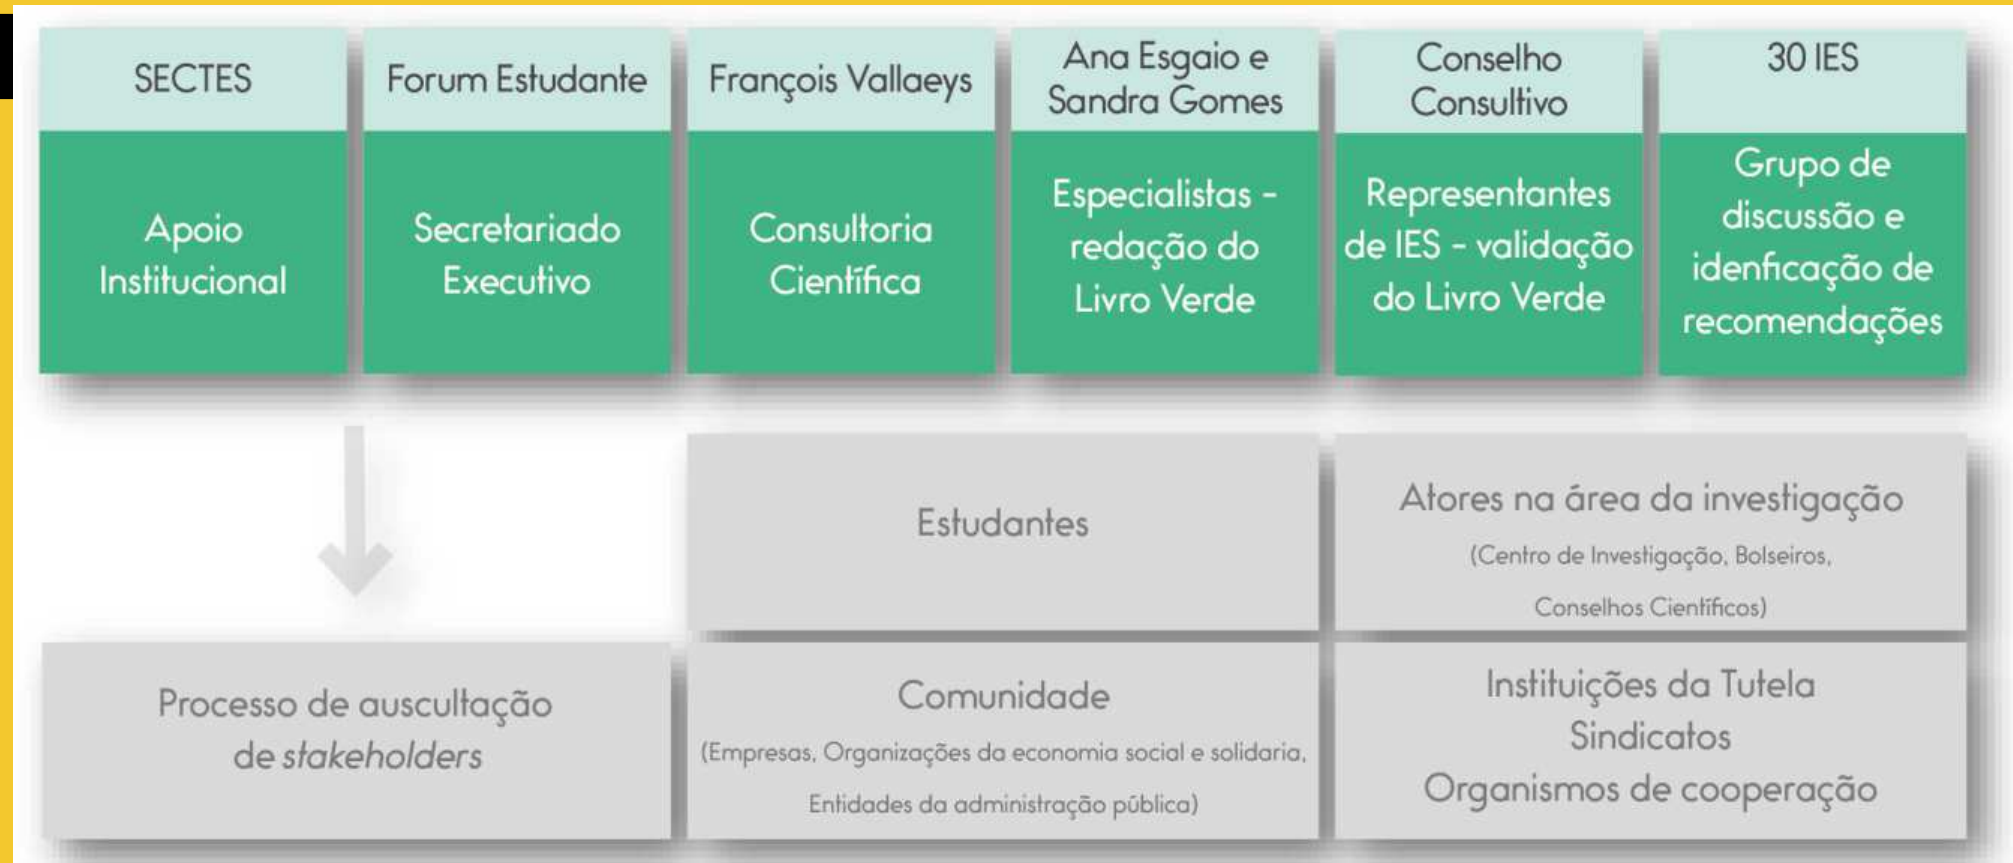 SECTES
Apoio
Institucional
Forum Estudante
Secretariado
Executivo
François Vallaeys
Consultoria
Científica
Ana Esgaio e
Sandra Gomes
Especialistas -
redação do
Livro Verde
Conselho
Consultivo
Representantes
de IES - validação
do Livro Verde
30 IES
Grupo de
discussão e
idenficação de
recomendações
Processo de auscultação
de stakeholders
Estudantes
Atores na área da investigação
(Centro de Investigação, Bolseiros,
Conselhos Científicos)
Comunidade
(Empresas, Organizações da economia social e solidaria,
Entidades da administração pública)
Instituições da Tutela
Sindicatos
Organismos de cooperação